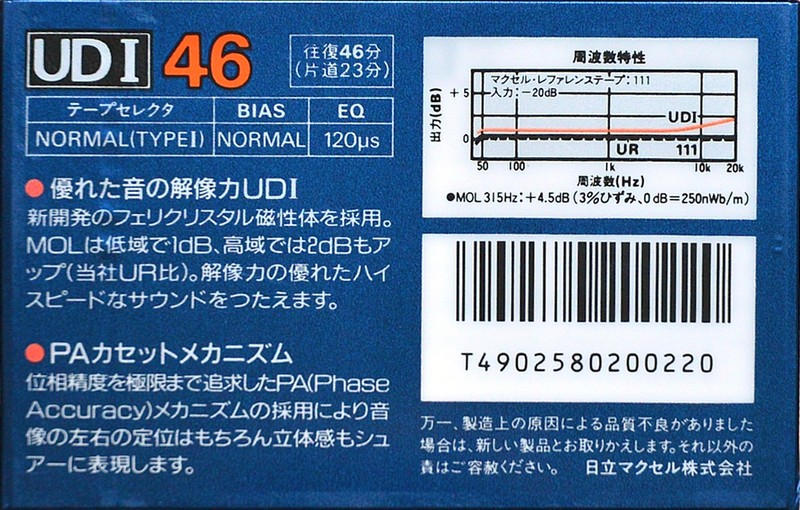 UDI 46
往復46分
(片道23分)
テープセレクタ BIAS EQ
NORMAL(TYPEI) NORMAL 120μs
●優れた音の解像力UDI
新開発のフェリクリスタル磁性体を採用。
MOLは低域で1dB、高域では2dBもア
ップ(当社UR比)。解像力の優れたハイ
スピードなサウンドをつたえます。
●PAカセットメカニズム
位相精度を極限まで追求したPA(Phase
Accuracy)メカニズムの採用により音
像の左右の定位はもちろん立体感もシュ
アーに表現します。
周波数特性
マクセル・レファレンステープ:111
入力:-20dB
出力(dB)
+5
0
UDI
UR 111
50 100 1k 10k 20k
周波数(Hz)
●MOL 315Hz:+4.5dB (3%ひずみ、0dB=250nWb/m)
T4902580200220
万一、製造上の原因による品質不良がありました
場合は、新しい製品とお取りかえします。それ以外の
責はご容赦ください。 日立マクセル株式会社